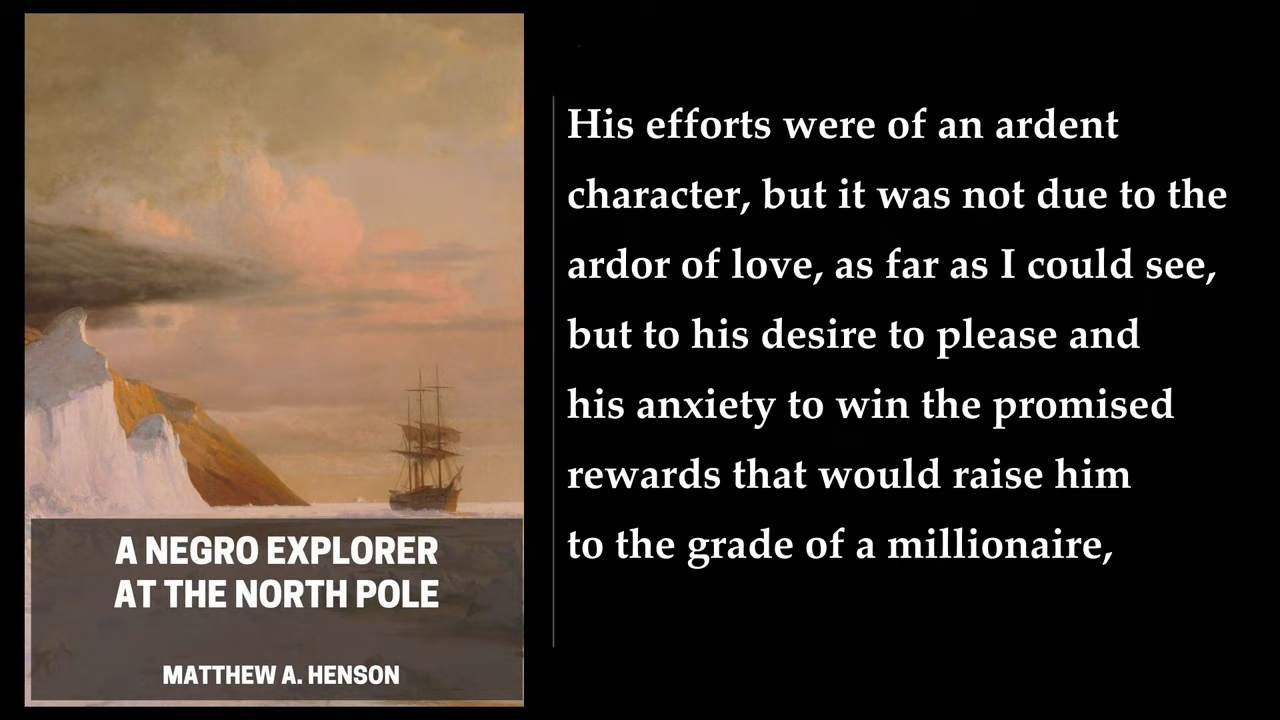 A NEGRO EXPLORER
AT THE NORTH POLE
MATTHEW A. HENSON
His efforts were of an ardent
character, but it was not due to the
ardor of love, as far as I could see,
but to his desire to please and
his anxiety to win the promised
rewards that would raise him
to the grade of a millionaire,